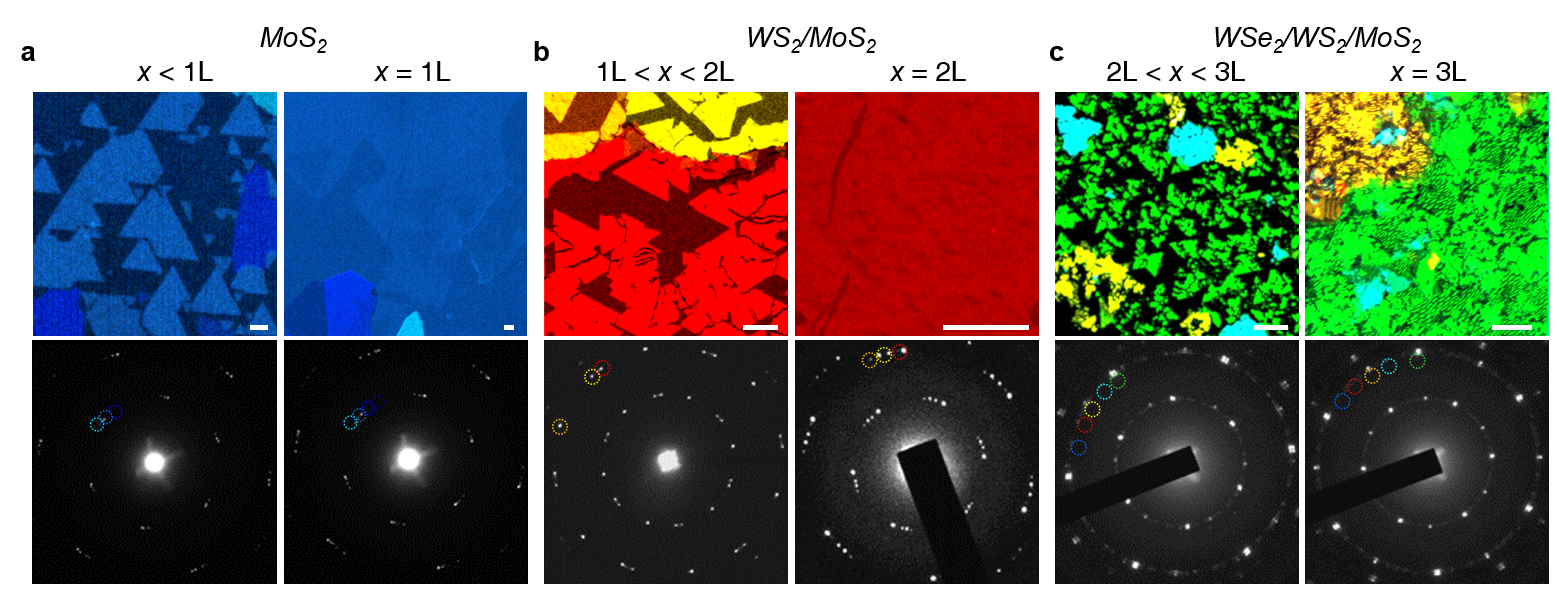 a
MoS₂
x < 1L
x = 1L
b
WS₂/MoS₂
1L < x < 2L
x = 2L
c
WSe₂/WS₂/MoS₂
2L < x < 3L
x = 3L